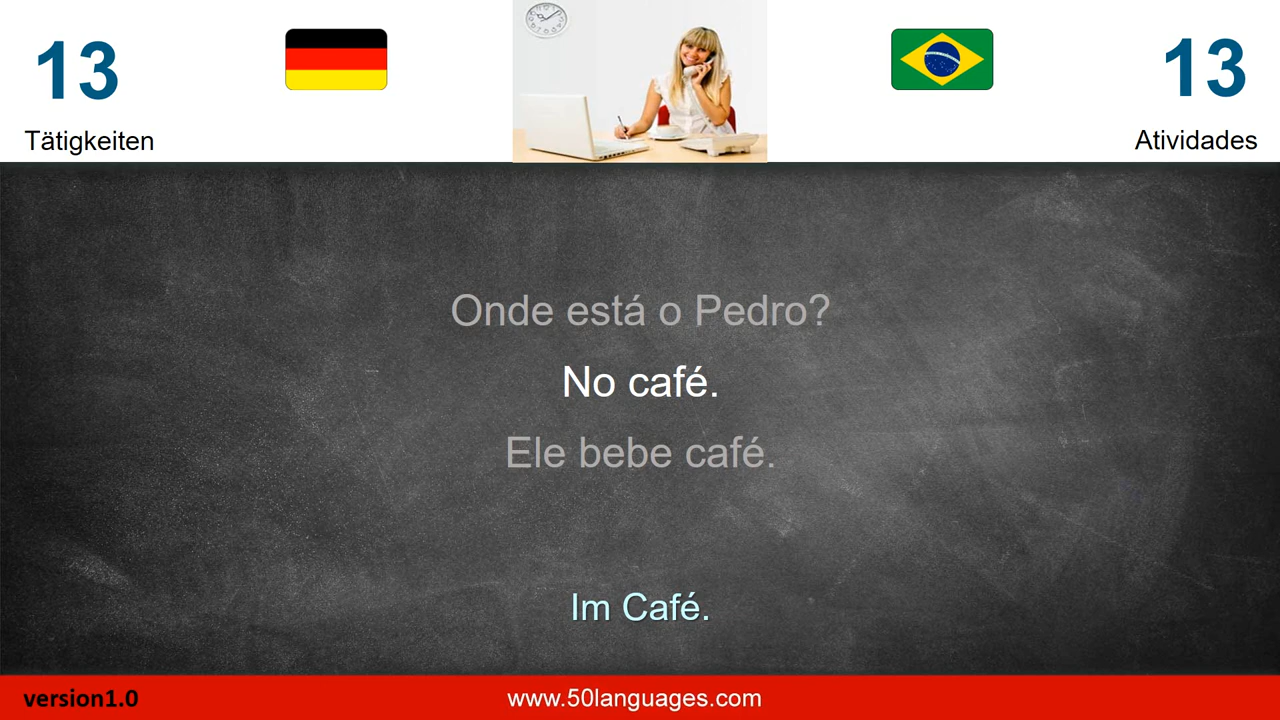 13
Tätigkeiten
13
Atividades
Onde está o Pedro?
No café.
Ele bebe café.
Im Café.
version1.0
www.50languages.com